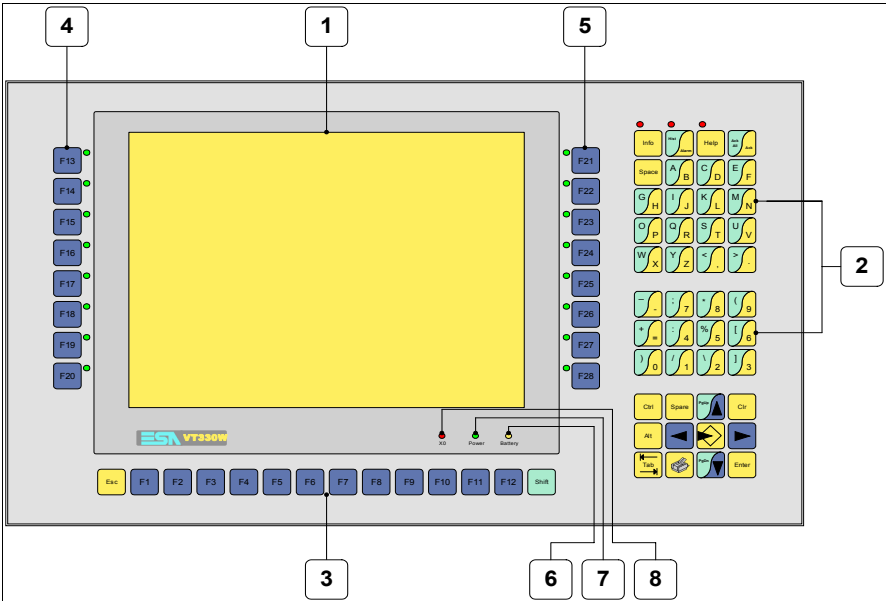 4 1 5
Info Help
Space A B C D E F
F13 F21
F14 F22
G H I J K L M N
F15 F23
O P Q R S T U V
F16 F24
W X Y Z < , > .
2
F17 F25
_ - ; 7 * 8 ( 9
F18 F26
+ = : 4 % 5 [ 6
F19 F27
) 0 / 1 \ 2 ] 3
F20 F28
Ctrl Spare PgUp Clr
ESA VT330W
X0 Power Battery
Alt
Tab PgDn Enter
Esc F1 F2 F3 F4 F5 F6 F7 F8 F9 F10 F11 F12 Shift
3 6 7 8